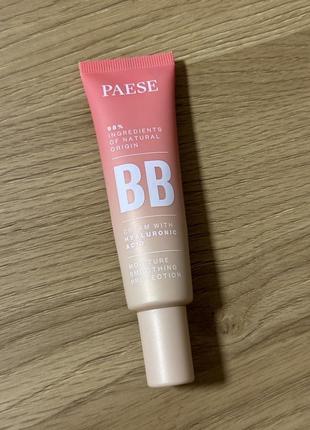 PAESE
98%
INGREDIENTS
OF NATURAL
ORIGIN
BB
CREAM WITH
HYALURONIC
ACID
MOISTURE
SMOOTHING
PROTECTION